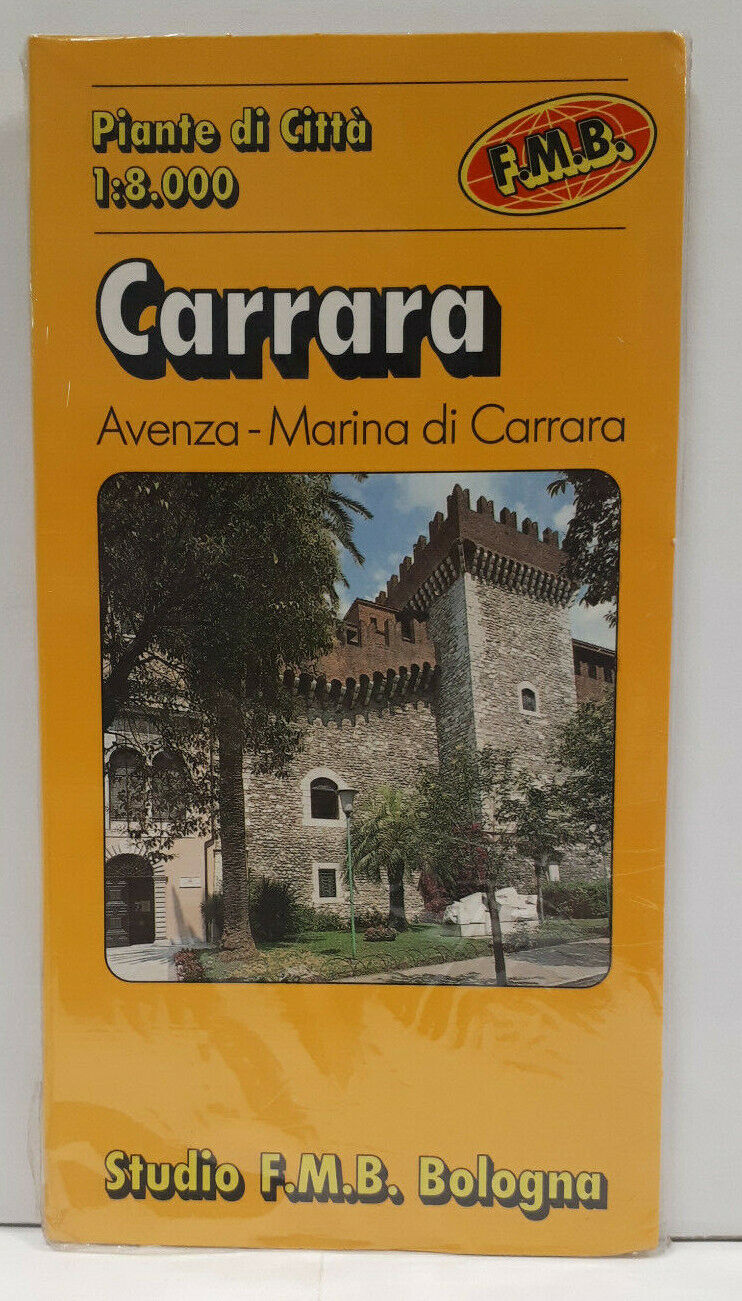 Piante di Città
1:8.000
F.M.B.
Carrara
Avenza - Marina di Carrara
Studio F.M.B. Bologna